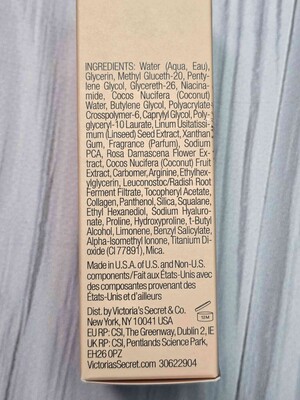 INGREDIENTS: Water (Aqua, Eau),
Glycerin, Methyl Gluceth-20, Penty-
lene Glycol, Glycereth-26, Niacina-
mide, Cocos Nucifera (Coconut)
Water, Butylene Glycol, Polyacrylate
Crosspolymer-6, Caprylyl Glycol, Pol-
yglyceryl-10 Laurate, Linum Usitatissi-
mum (Linseed) Seed Extract, Xanthan
Gum, Fragrance (Parfum), Sodium
PCA, Rosa Damascena Flower Ex-
tract, Cocos Nucifera (Coconut) Fruit
Extract, Carbomer, Arginine, Ethylhex-
ylglycerin, Leuconostoc/Radish Root
Ferment Filtrate, Tocopheryl Acetate,
Collagen, Panthenol, Silica, Squalane,
Ethyl Hexanediol, Sodium Hyaluro-
nate, Proline, Hydroxyproline, t-Butyl
Alcohol, Limonene, Benzyl Salicylate,
Alpha-Isomethyl Ionone, Titanium Di-
oxide (CI 77891), Mica.
Made in U.S.A. of U.S. and Non-U.S.
components/Fait aux États-Unis avec
des composantes provenant des
États-Unis et d'ailleurs
Dist. by Victoria's Secret & Co.
New York, NY 10041 USA
12M
EU RP: CSI, The Greenway, Dublin 2, IE
UK RP: CSI, Pentlands Science Park,
EH26 0PZ
VictoriasSecret.com 30622904